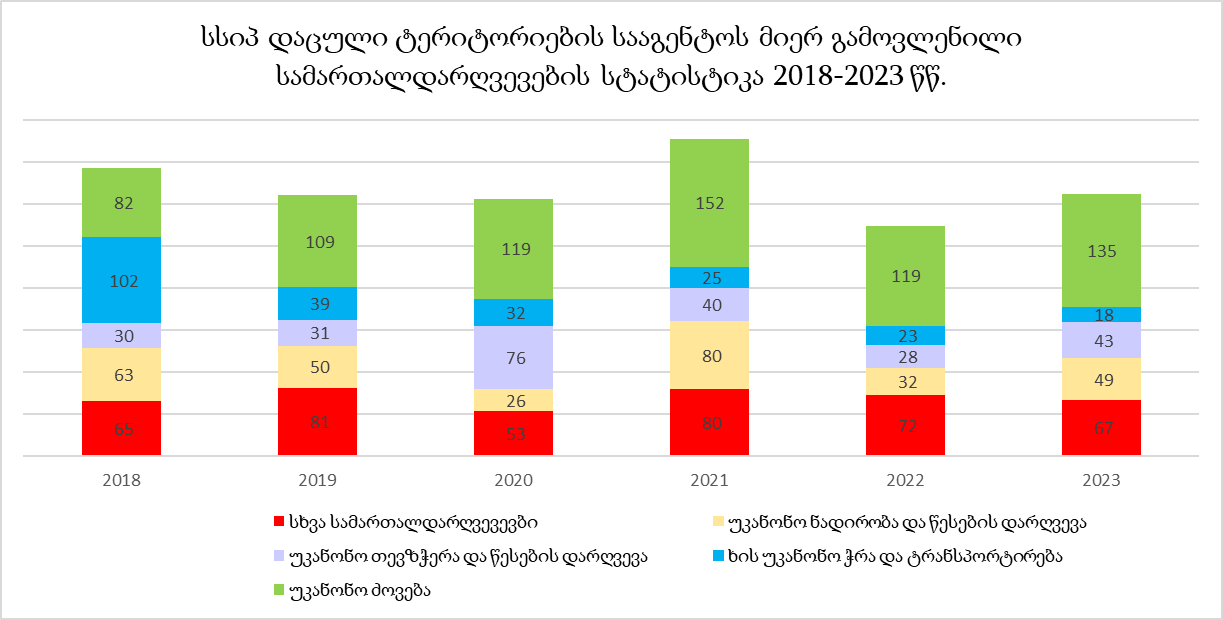 სსიპ დაცული ტერიტორიების სააგენტოს მიერ გამოვლენილი
სამართალდარღვევების სტატისტიკა 2018-2023 წწ.
82 109 119 152 119 135
102 39 32 25 23 18
30 31 76 40 28 43
63 50 26 80 32 49
65 81 53 80 72 67
2018 2019 2020 2021 2022 2023
სხვა სამართალდარღვევევბი უკანონო ნადირობა და წესების დარღვევა
უკანონო თევზჭერა და წესების დარღვევა ხის უკანონო ჭრა და ტრანსპორტირება
უკანონო ძოვება